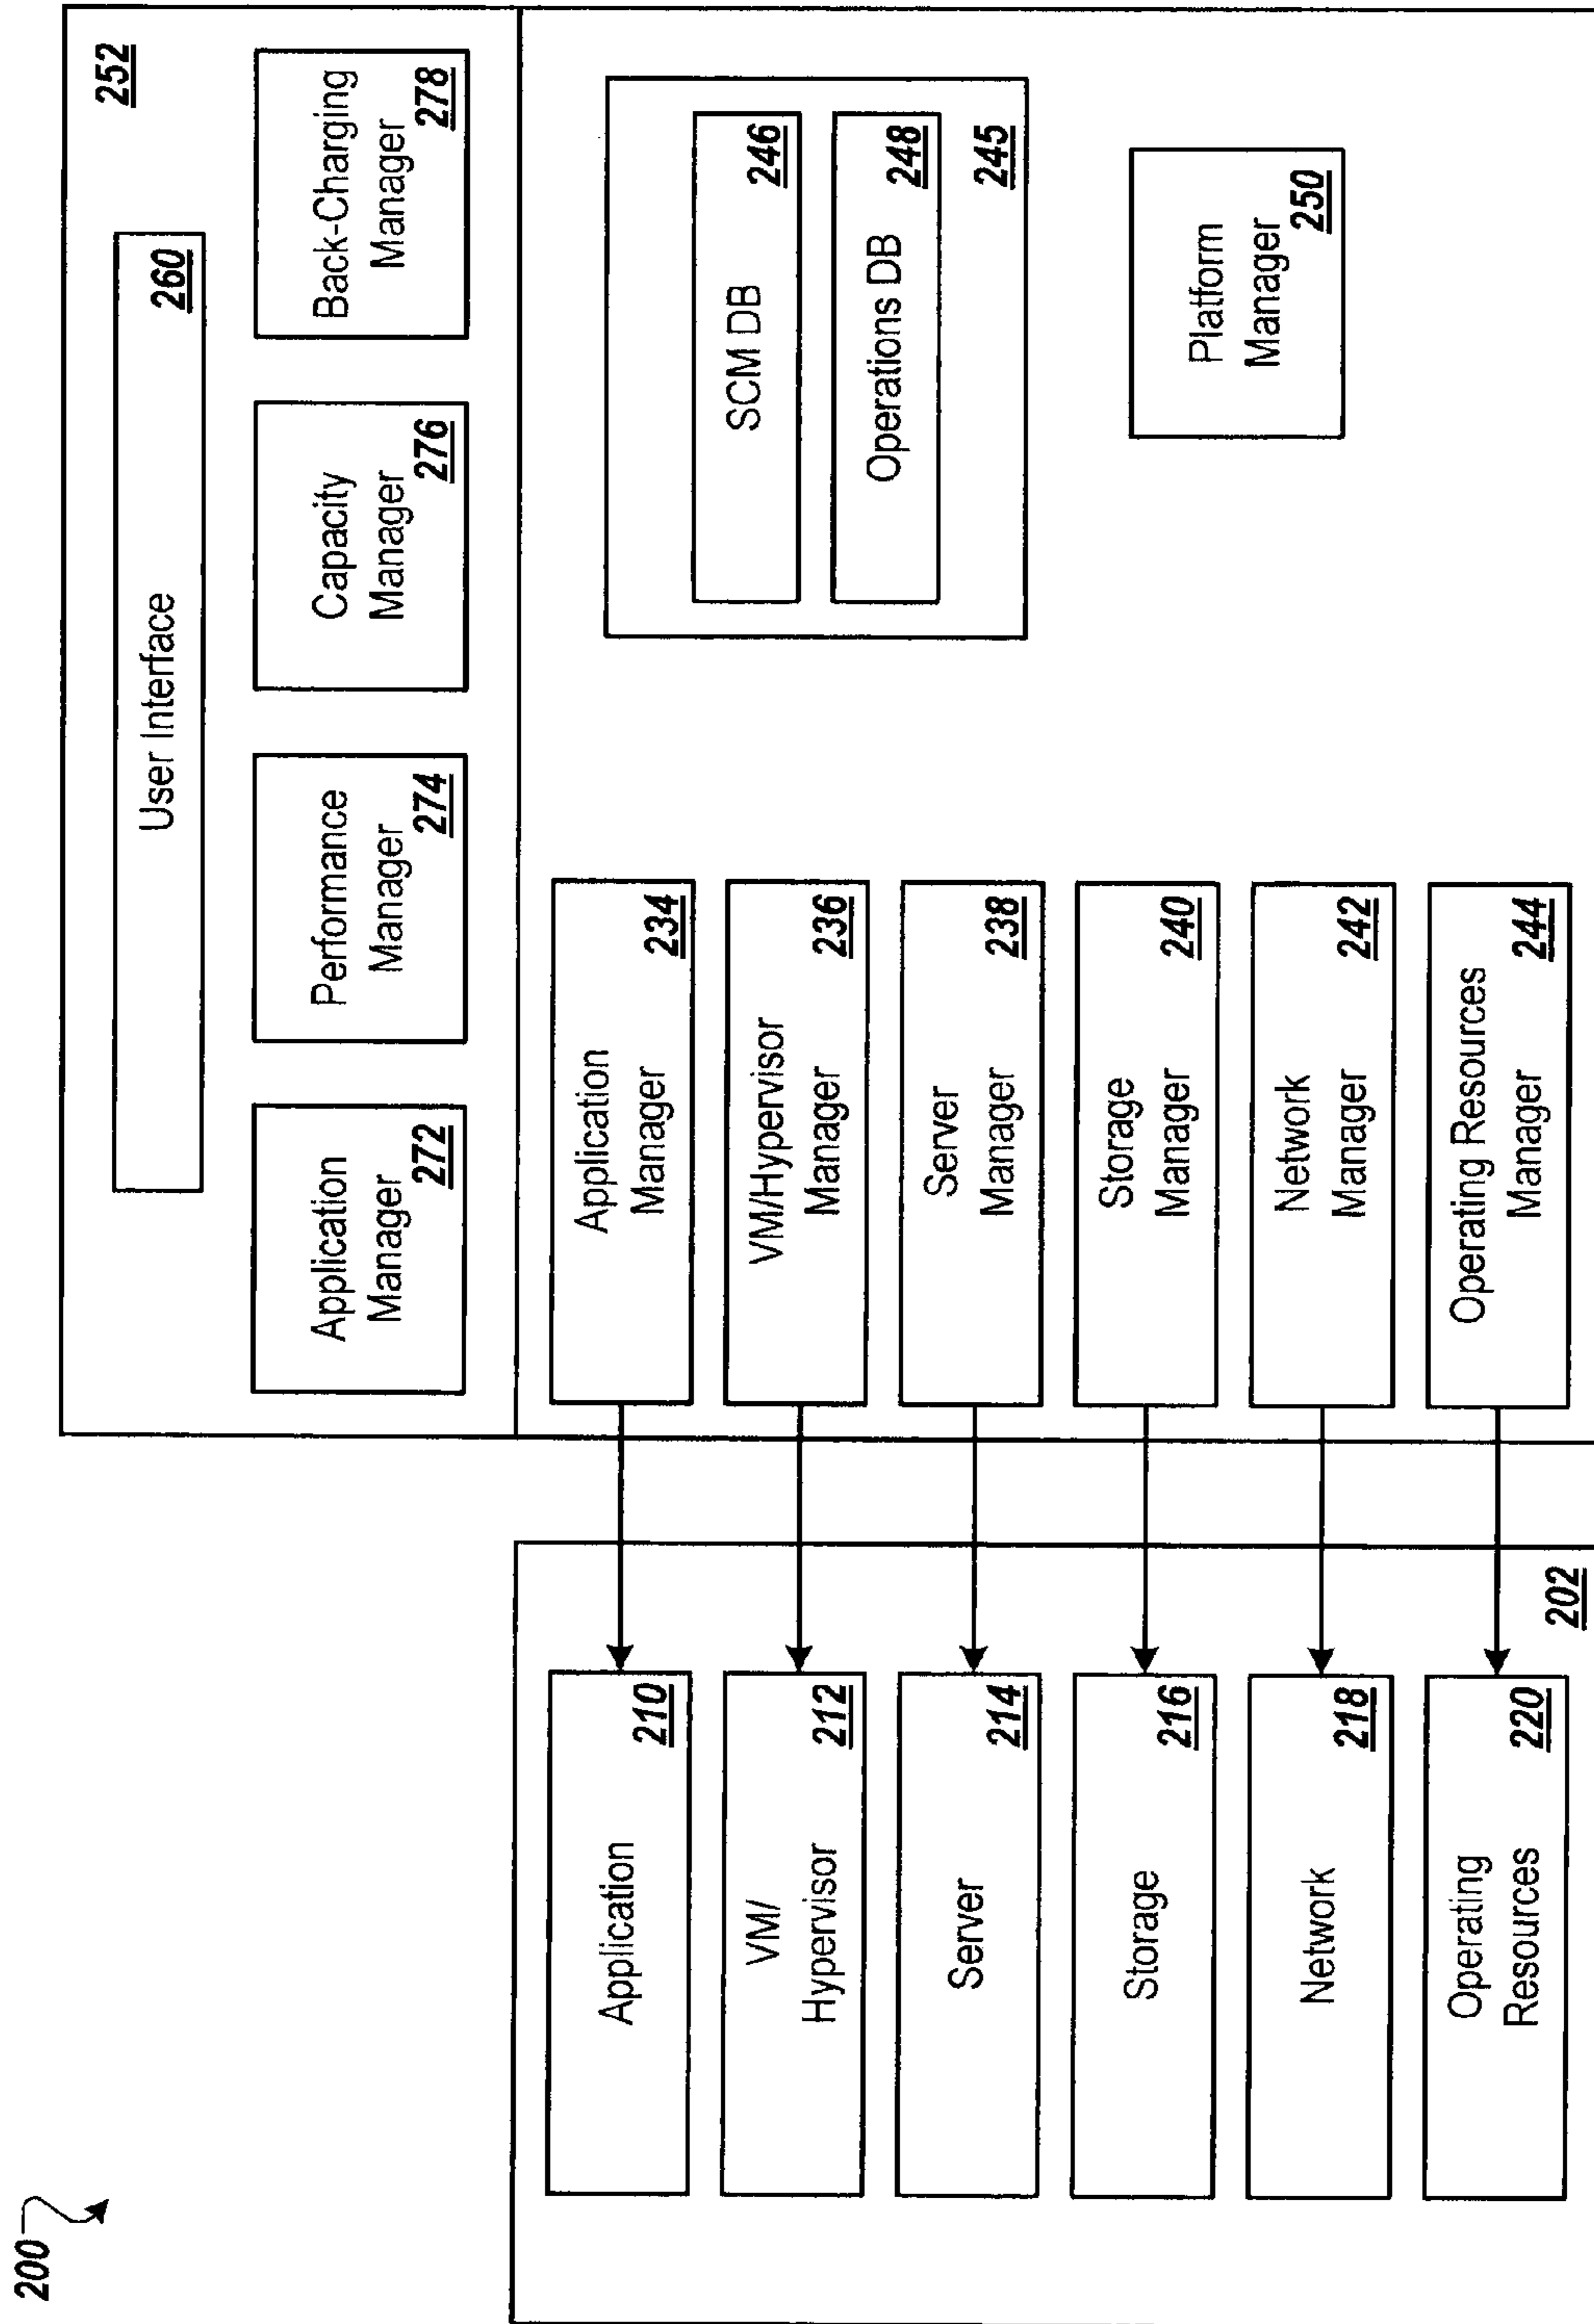 200
252
User Interface
260
Application
Manager
272
Performance
Manager
274
Capacity
Manager
276
Back-Charging
Manager
278
Application
210
Application
Manager
234
VM/
Hypervisor
212
VM/Hypervisor
Manager
236
Server
214
Server
Manager
238
Storage
216
Storage
Manager
240
Network
218
Network
Manager
242
Operating
Resources
220
Operating Resources
Manager
244
202
SCM DB
246
Operations DB
248
245
Platform
Manager
250